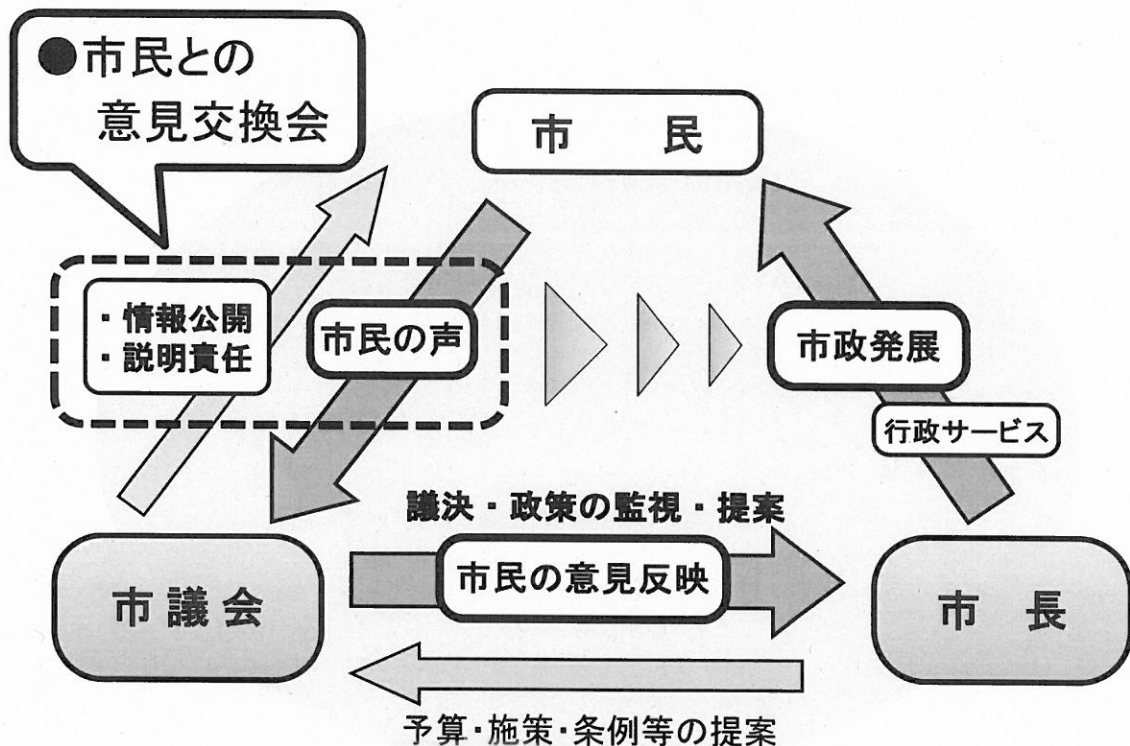 ●市民との
意見交換会
市　民
・情報公開
・説明責任
市民の声
市政発展
行政サービス
議決・政策の監視・提案
市民の意見反映
市議会
市　長
予算・施策・条例等の提案